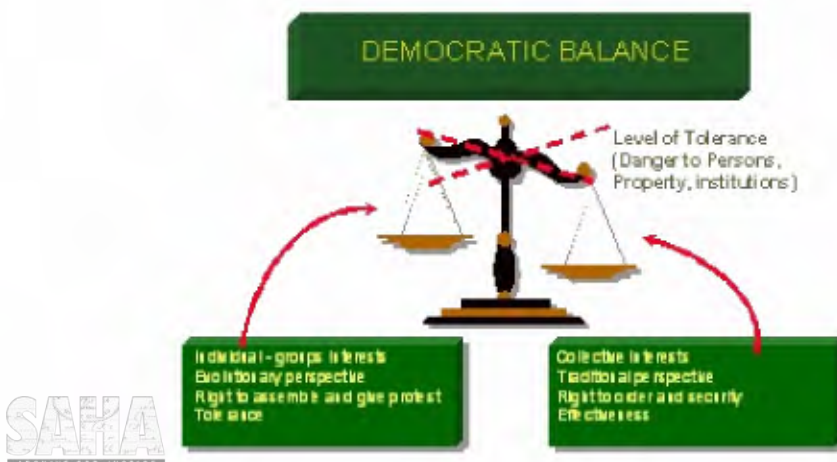 DEMOCRATIC BALANCE
Level of Tolerance
(Danger to Persons,
Property, institutions)
Individual - groups Interests
Evolutionary perspective
Right to assemble and give protest
Tolerance
Collective Interests
Traditional perspective
Right to order and security
Effectiveness
SAHA